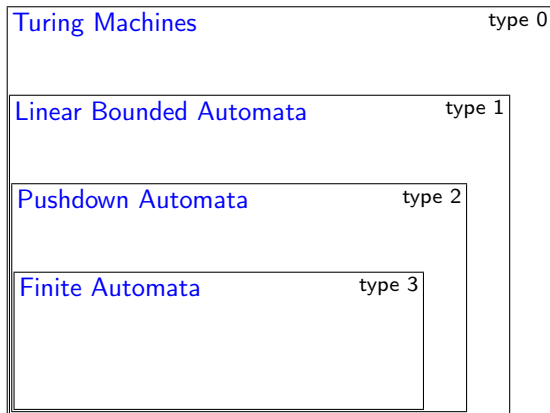 Turing Machines type 0
Linear Bounded Automata type 1
Pushdown Automata type 2
Finite Automata type 3